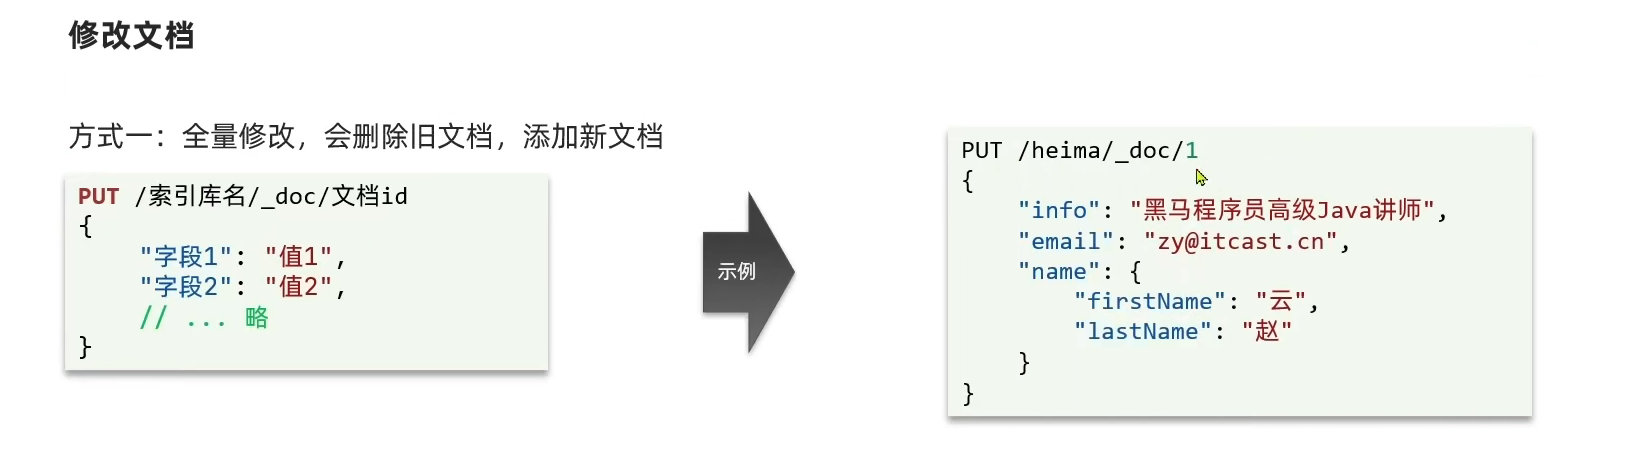 修改文档
方式一：全量修改，会删除旧文档，添加新文档
PUT /索引库名/_doc/文档id
{
    "字段1": "值1",
    "字段2": "值2",
    // ... 略
}
示例
PUT /heima/_doc/1
{
    "info": "黑马程序员高级Java讲师",
    "email": "zy@itcast.cn",
    "name": {
        "firstName": "云",
        "lastName": "赵"
    }
}